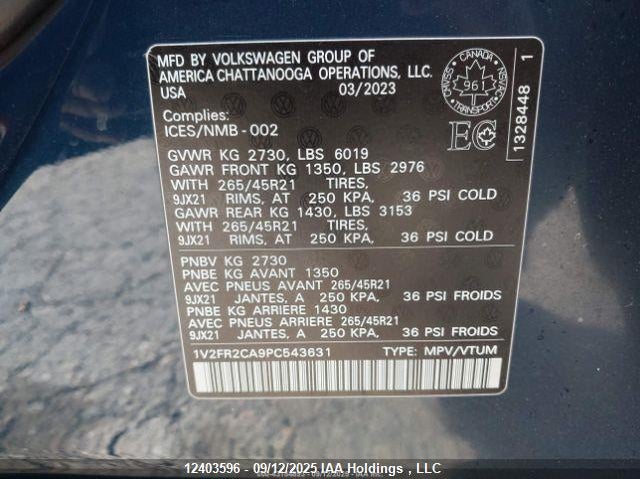 MFD BY VOLKSWAGEN GROUP OF
AMERICA CHATTANOOGA OPERATIONS, LLC.
USA 03/2023
CANADA
961
TRANSPORT
Complies:
ICES/NMB-002
EC
1328448 1
GVWR KG 2730, LBS 6019
GAWR FRONT KG 1350, LBS 2976
WITH 265/45R21 TIRES,
9JX21 RIMS, AT 250 KPA, 36 PSI COLD
GAWR REAR KG 1430, LBS 3153
WITH 265/45R21 TIRES,
9JX21 RIMS, AT 250 KPA, 36 PSI COLD
PNBV KG 2730
PNBE KG AVANT 1350
AVEC PNEUS AVANT 265/45R21
9JX21 JANTES, A 250 KPA, 36 PSI FROIDS
PNBE KG ARRIERE 1430
AVEC PNEUS ARRIERE 265/45R21
9JX21 JANTES, A 250 KPA, 36 PSI FROIDS
1V2FR2CA9PC543631 TYPE: MPV/VTUM
12403596 - 09/12/2025 IAA Holdings , LLC